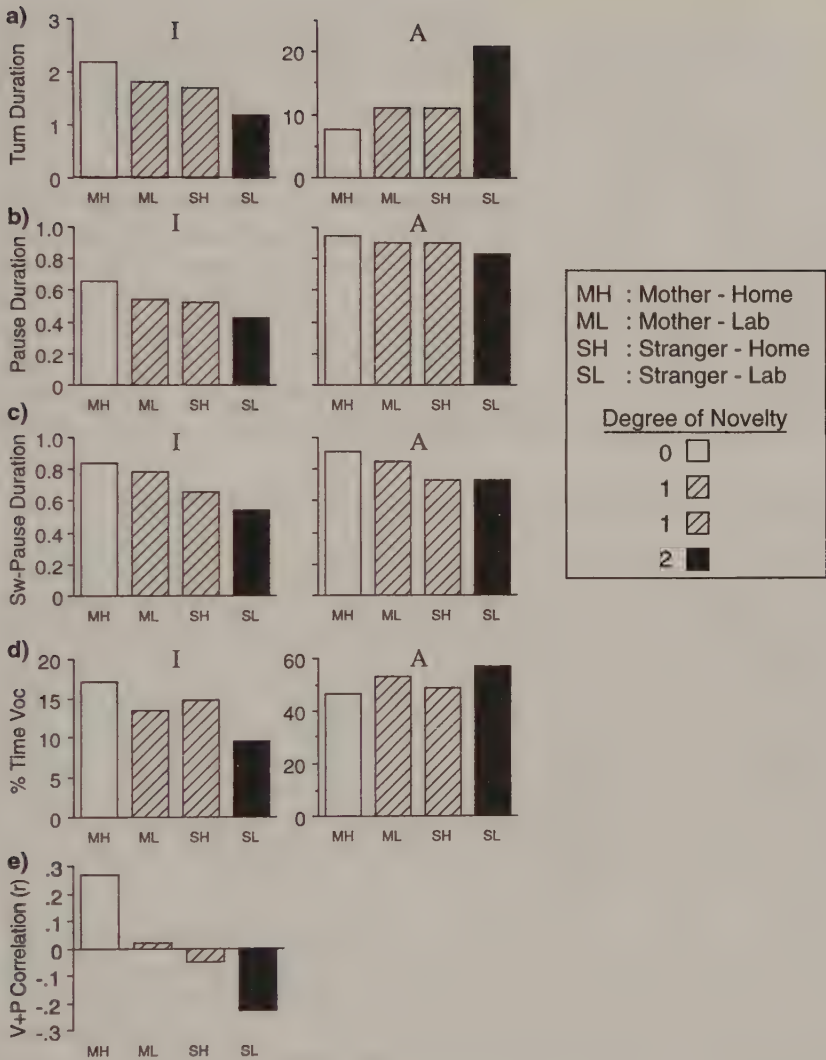 a)
I
A
Turn Duration
3
2
1
0
20
10
0
MH ML SH SL
MH ML SH SL
b)
I
A
Pause Duration
1.0
0.8
0.6
0.4
0.2
0
MH ML SH SL
MH ML SH SL
c)
I
A
Sw-Pause Duration
1.0
0.8
0.6
0.4
0.2
0
MH ML SH SL
MH ML SH SL
d)
I
A
% Time Voc
20
15
10
5
0
60
40
20
0
MH ML SH SL
MH ML SH SL
e)
V+P Correlation (r)
.3
.2
.1
0
-.1
-.2
-.3
MH ML SH SL
MH : Mother - Home
ML : Mother - Lab
SH : Stranger - Home
SL : Stranger - Lab
Degree of Novelty
0
1
1
2